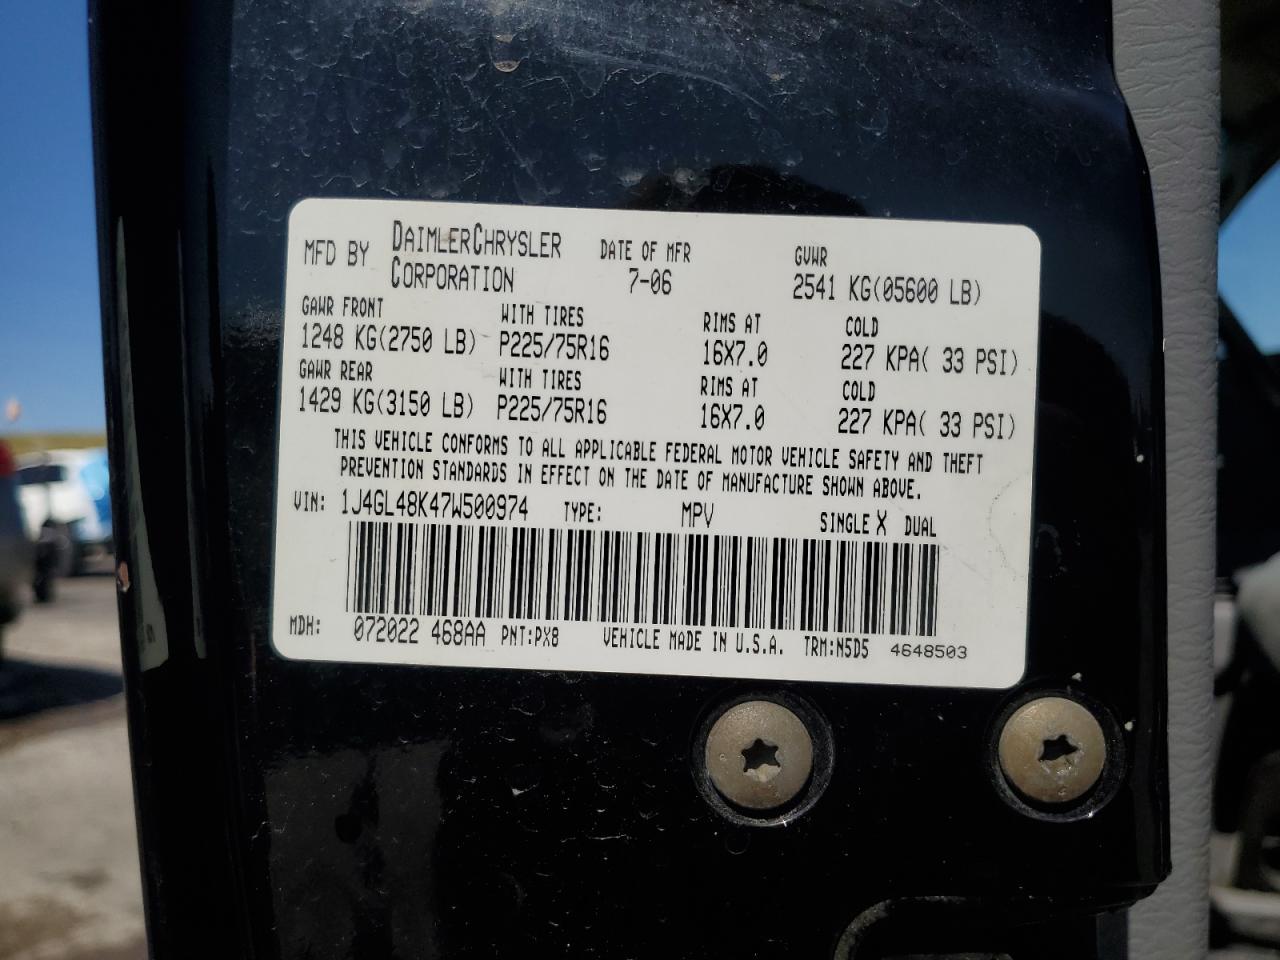 MFD BY DAIMLERCHRYSLER CORPORATION DATE OF MFR 7-06 GVWR 2541 KG(05600 LB)
GAWR FRONT WITH TIRES RIMS AT COLD
1248 KG(2750 LB) P225/75R16 16X7.0 227 KPA( 33 PSI)
GAWR REAR WITH TIRES RIMS AT COLD
1429 KG(3150 LB) P225/75R16 16X7.0 227 KPA( 33 PSI)
THIS VEHICLE CONFORMS TO ALL APPLICABLE FEDERAL MOTOR VEHICLE SAFETY AND THEFT
PREVENTION STANDARDS IN EFFECT ON THE DATE OF MANUFACTURE SHOWN ABOVE.
VIN: 1J4GL48K47W500974 TYPE: MPV SINGLE X DUAL
MDH: 072022 468AA PNT:PX8 VEHICLE MADE IN U.S.A. TRM:N5D5 4648503